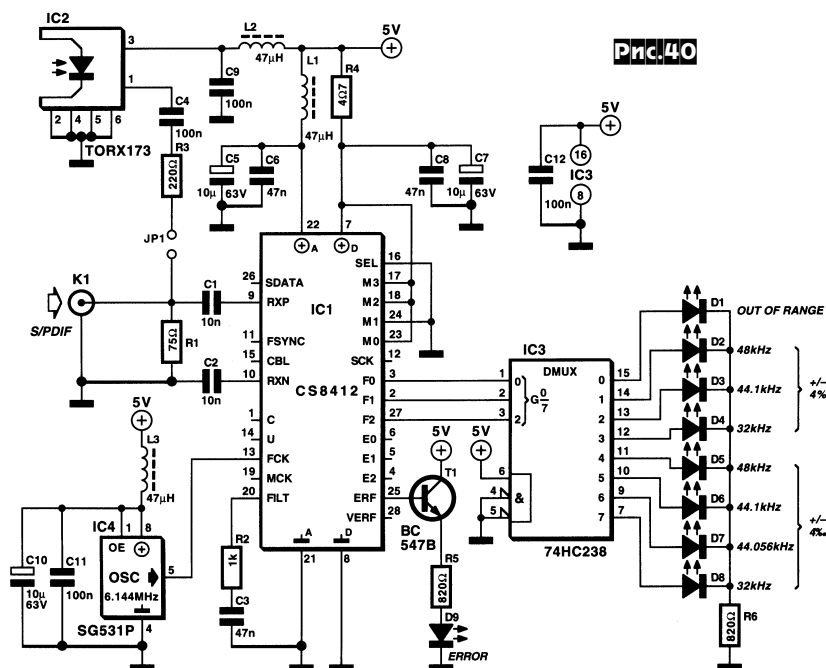 IC2
3
1
2 4 5 6
TORX173
L2
47µH
5V
C9
100n
L1
47µH
R4
4Ω7
C4
100n
R3
220Ω
JP1
C5
10µ 63V
C6
47n
C8
47n
C7
10µ 63V
Рис.40
5V
C12
100n
16
IC3
8
K1
S/PDIF
C1
10n
R1
75Ω
C2
10n
22
7
A
D
IC1
CS8412
26 SDATA
9 RXP
11 FSYNC
15 CBL
10 RXN
1 C
14 U
13 FCK
19 MCK
20 FILT
SEL 16
M3 17
M2 18
M1 24
M0 23
SCK 12
F0 3
F1 2
F2 27
E0 6
E1 5
E2 4
ERF 25
VERF 28
A
D
21
8
5V
L3
47µH
IC4
1 8
OE
OSC
6.144MHz
5
4
SG531P
C10
10µ
63V
C11
100n
R2
1k
C3
47n
5V
T1
BC
547B
R5
820Ω
D9
ERROR
5V
IC3
DMUX
1 0
2
3 2
G 0
7
6
4
5
&
0 15
1 14
2 13
3 12
4 11
5 10
6 9
7 7
74HC238
D1 OUT OF RANGE
D2 48kHz
D3 44.1kHz
D4 32kHz
+/–
4%
D5 48kHz
D6 44.1kHz
D7 44.056kHz
D8 32kHz
+/–
4‰
R6
820Ω